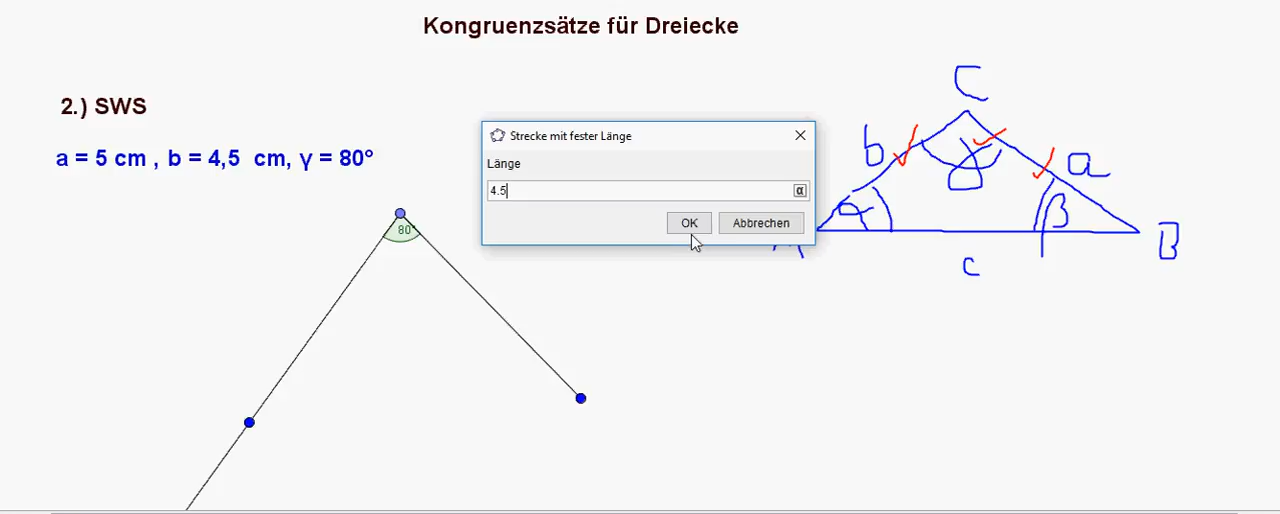 Kongruenzsätze für Dreiecke
2.) SWS
a = 5 cm , b = 4,5 cm, γ = 80°
Strecke mit fester Länge
Länge
4.5
α
OK
Abbrechen
80°
C
b
a
γ
α
β
B
c